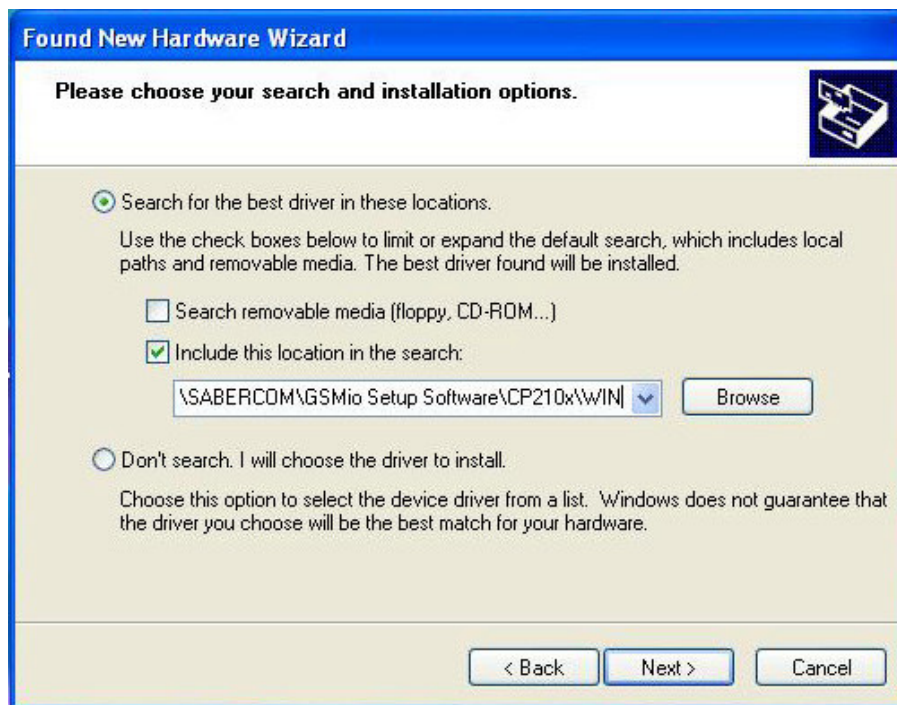 Found New Hardware Wizard
Please choose your search and installation options.
Search for the best driver in these locations.
Use the check boxes below to limit or expand the default search, which includes local
paths and removable media. The best driver found will be installed.
Search removable media (floppy, CD-ROM...)
Include this location in the search:
\SABERCOM\GSMio Setup Software\CP210x\WIN
Browse
Don't search. I will choose the driver to install.
Choose this option to select the device driver from a list. Windows does not guarantee that
the driver you choose will be the best match for your hardware.
< Back
Next >
Cancel